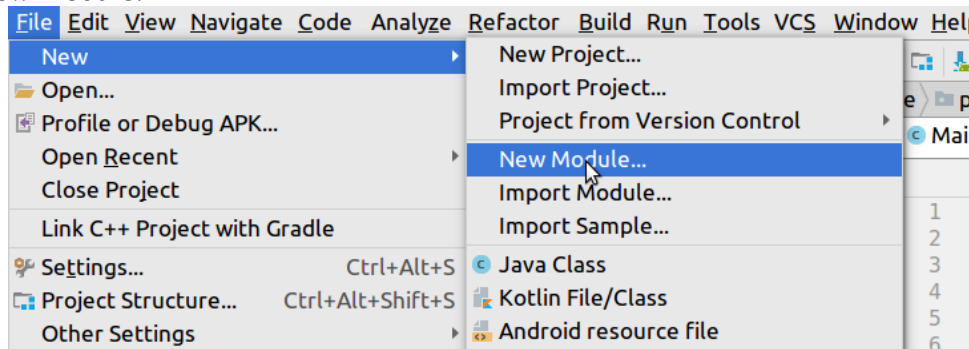 File Edit View Navigate Code Analyze Refactor Build Run Tools VCS Window Help
New
Open...
Profile or Debug APK...
Open Recent
Close Project
Link C++ Project with Gradle
Settings... Ctrl+Alt+S
Project Structure... Ctrl+Alt+Shift+S
Other Settings
New Project...
Import Project...
Project from Version Control
New Module...
Import Module...
Import Sample...
Java Class
Kotlin File/Class
Android resource file
e p
Mai
1
2
3
4
5
6